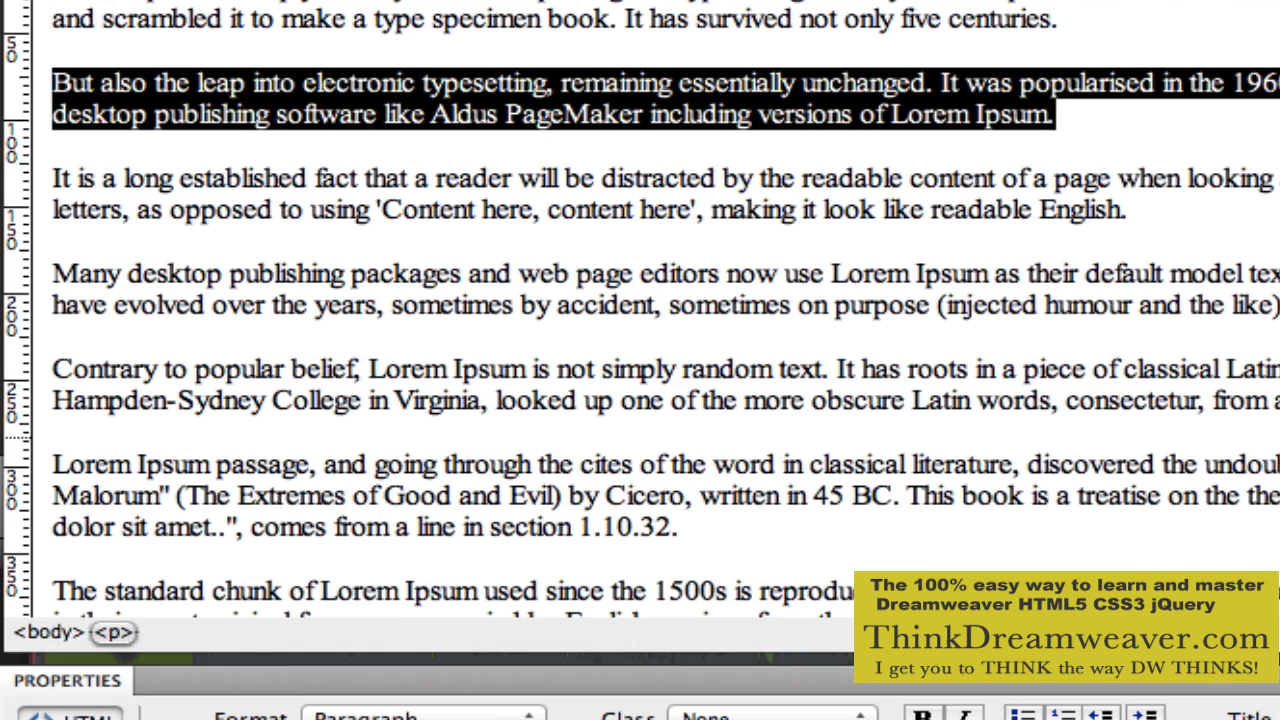 and scrambled it to make a type specimen book. It has survived not only five centuries.
But also the leap into electronic typesetting, remaining essentially unchanged. It was popularised in the 196
desktop publishing software like Aldus PageMaker including versions of Lorem Ipsum.
It is a long established fact that a reader will be distracted by the readable content of a page when looking
letters, as opposed to using 'Content here, content here', making it look like readable English.
Many desktop publishing packages and web page editors now use Lorem Ipsum as their default model tex
have evolved over the years, sometimes by accident, sometimes on purpose (injected humour and the like)
Contrary to popular belief, Lorem Ipsum is not simply random text. It has roots in a piece of classical Latin
Hampden-Sydney College in Virginia, looked up one of the more obscure Latin words, consectetur, from a
Lorem Ipsum passage, and going through the cites of the word in classical literature, discovered the undoub
Malorum" (The Extremes of Good and Evil) by Cicero, written in 45 BC. This book is a treatise on the the
dolor sit amet..", comes from a line in section 1.10.32.
The standard chunk of Lorem Ipsum used since the 1500s is reprodu
50
100
150
200
250
300
350
<body> <p>
The 100% easy way to learn and master
Dreamweaver HTML5 CSS3 jQuery
ThinkDreamweaver.com
I get you to THINK the way DW THINKS!
PROPERTIES
<> HTML Format Paragraph Class None B I Title